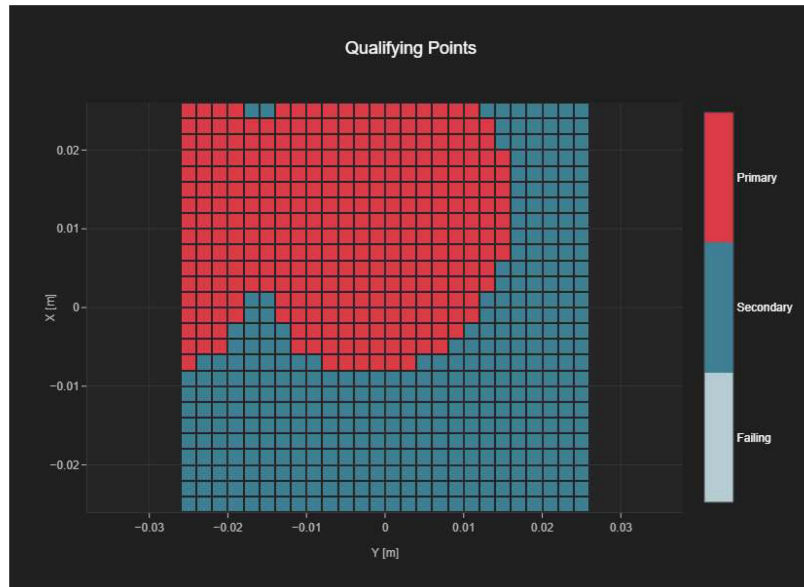 Qualifying Points
0.02
0.01
0
−0.01
−0.02
X [m]
−0.03
−0.02
−0.01
0
0.01
0.02
0.03
Y [m]
Primary
Secondary
Failing